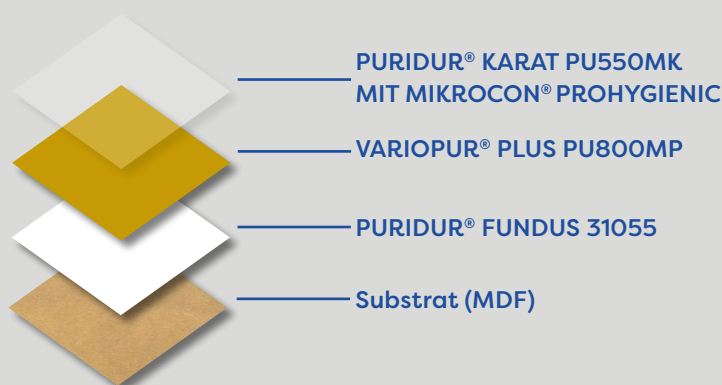 PURIDUR® KARAT PU550MK
MIT MIKROCON® PROHYGIENIC
VARIOPUR® PLUS PU800MP
PURIDUR® FUNDUS 31055
Substrat (MDF)